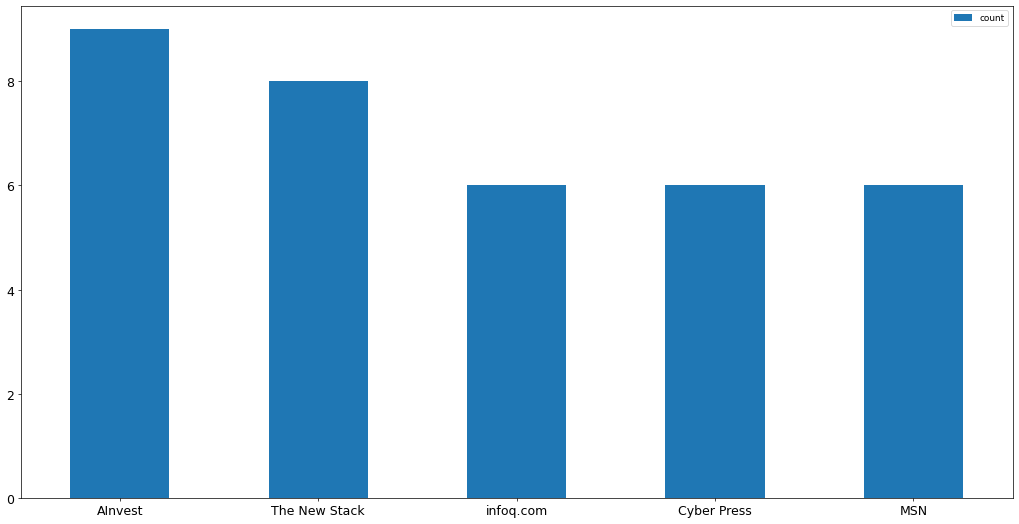 count
8
6
4
2
0
AInvest
The New Stack
infoq.com
Cyber Press
MSN